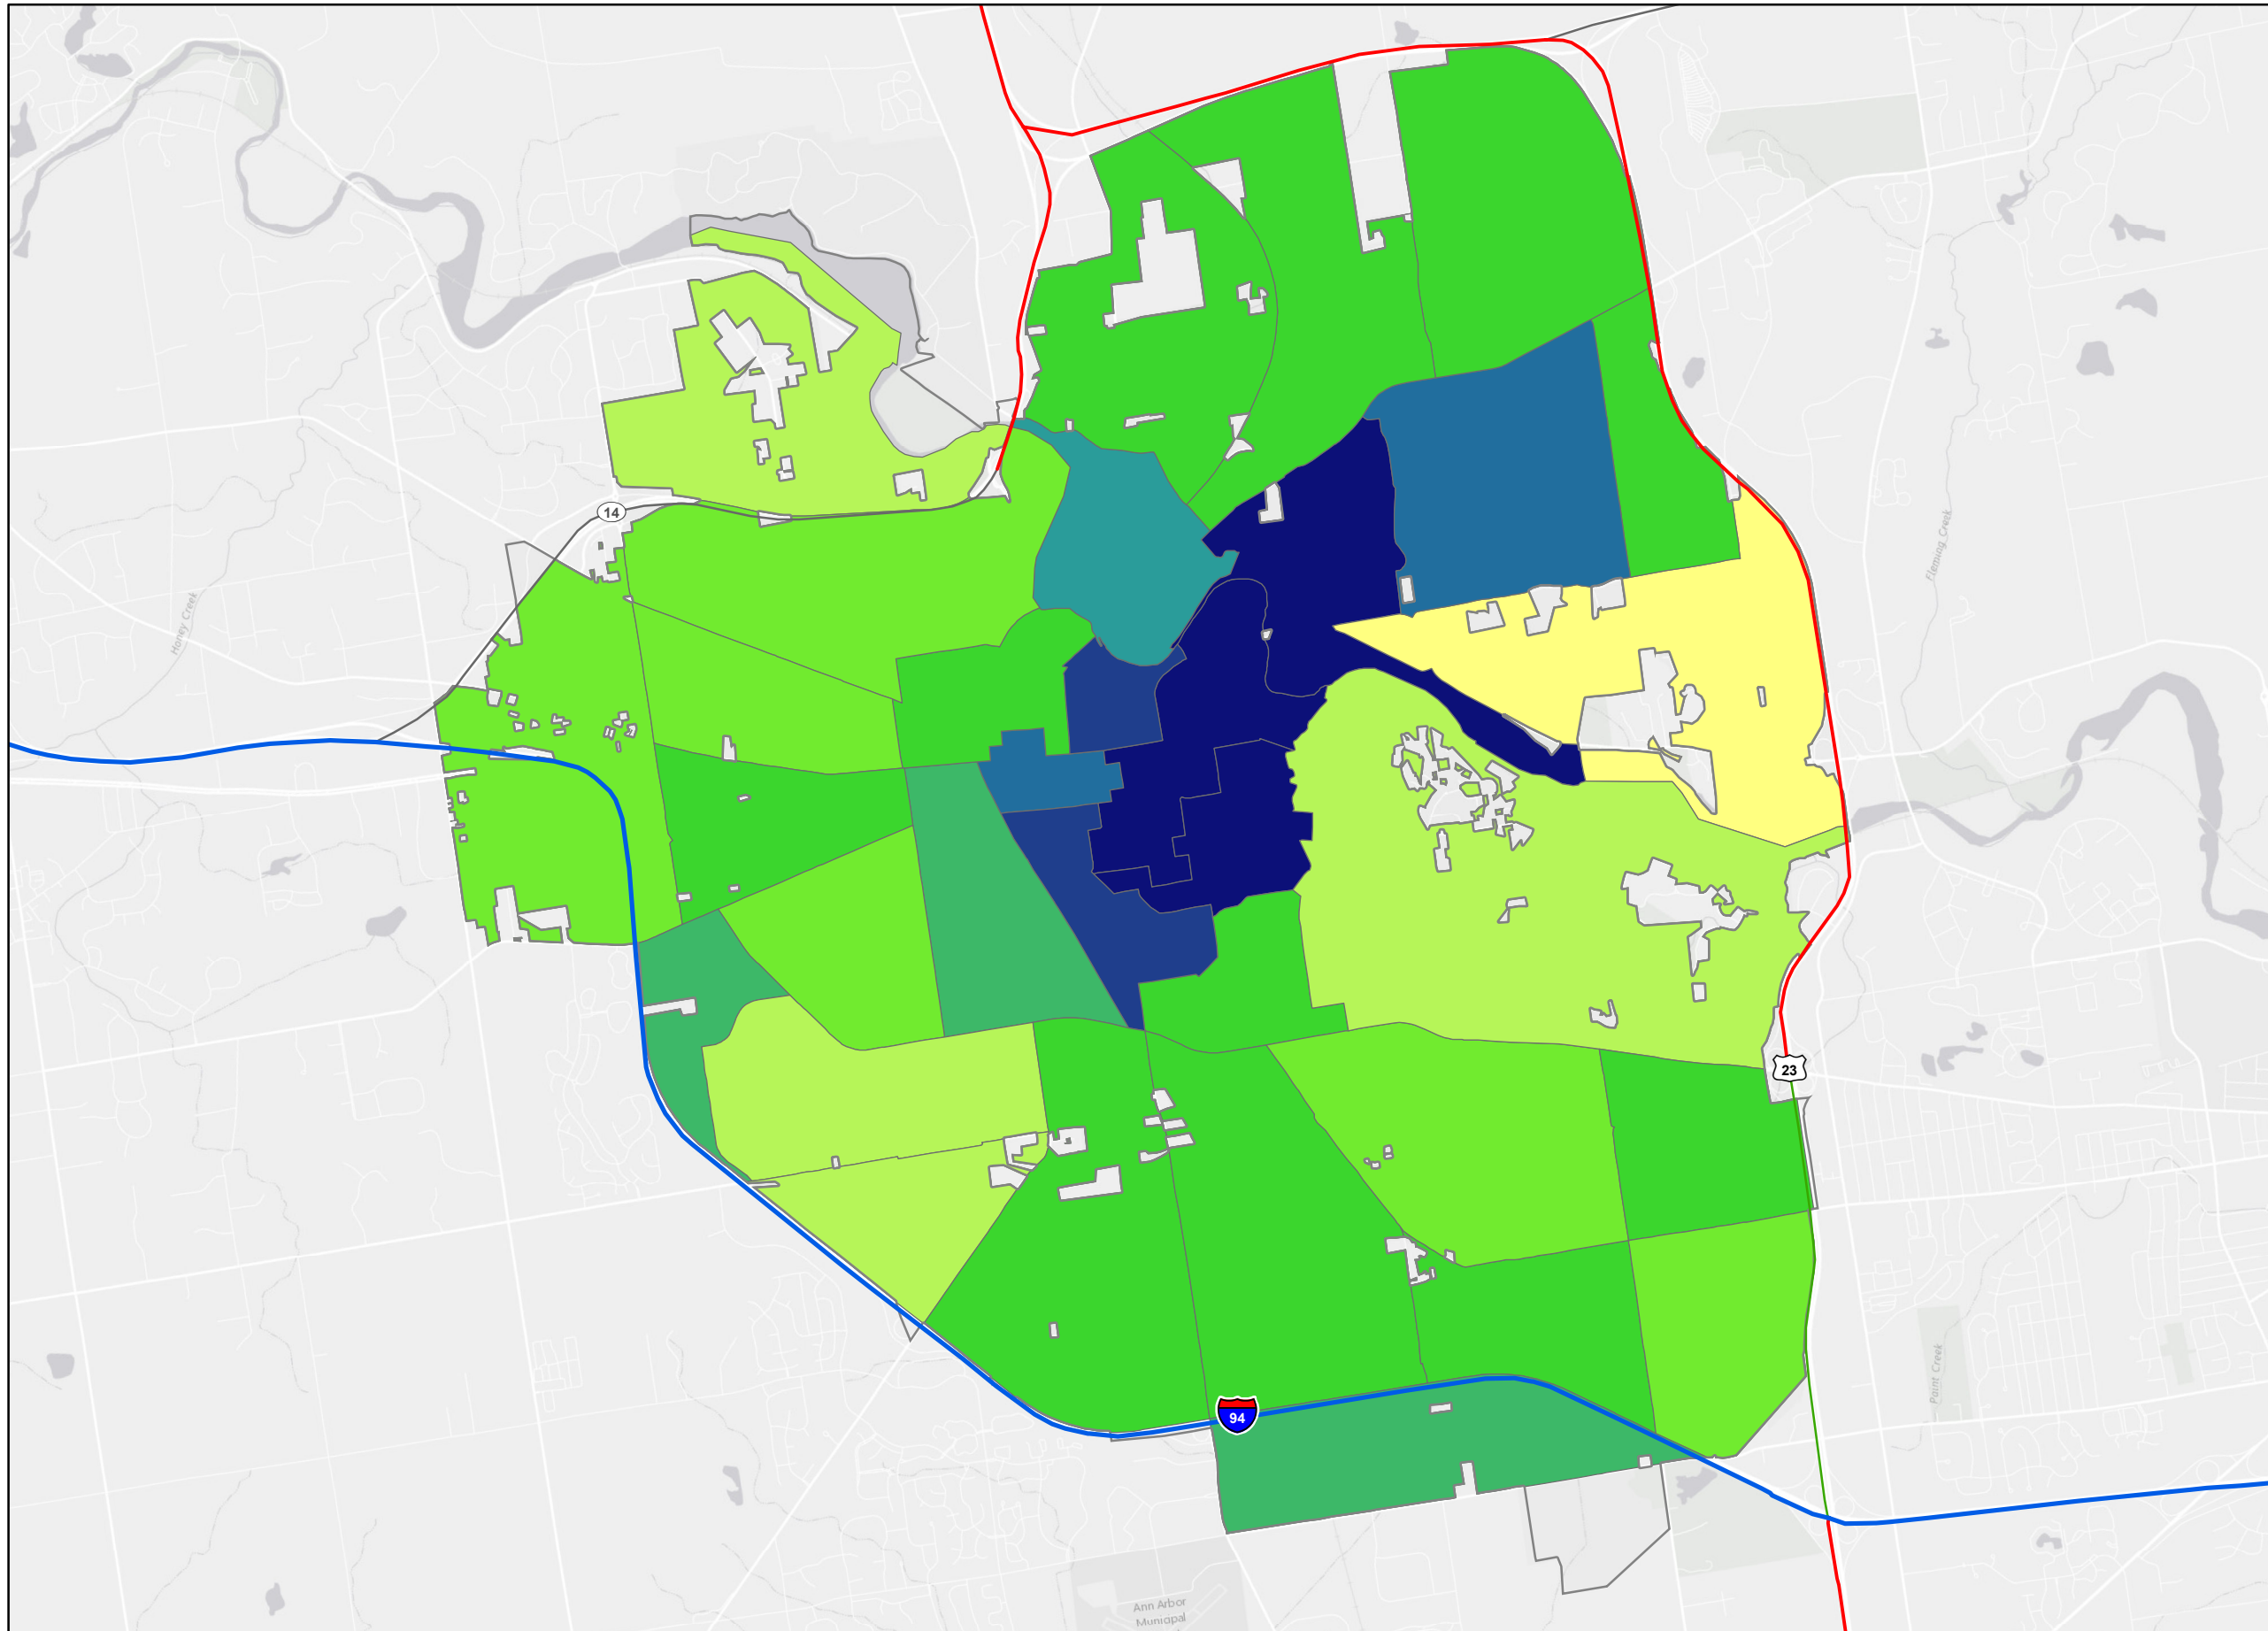 14
Honey Creek
Fleming Creek
23
Paint Creek
94
Ann Arbor
Municipal